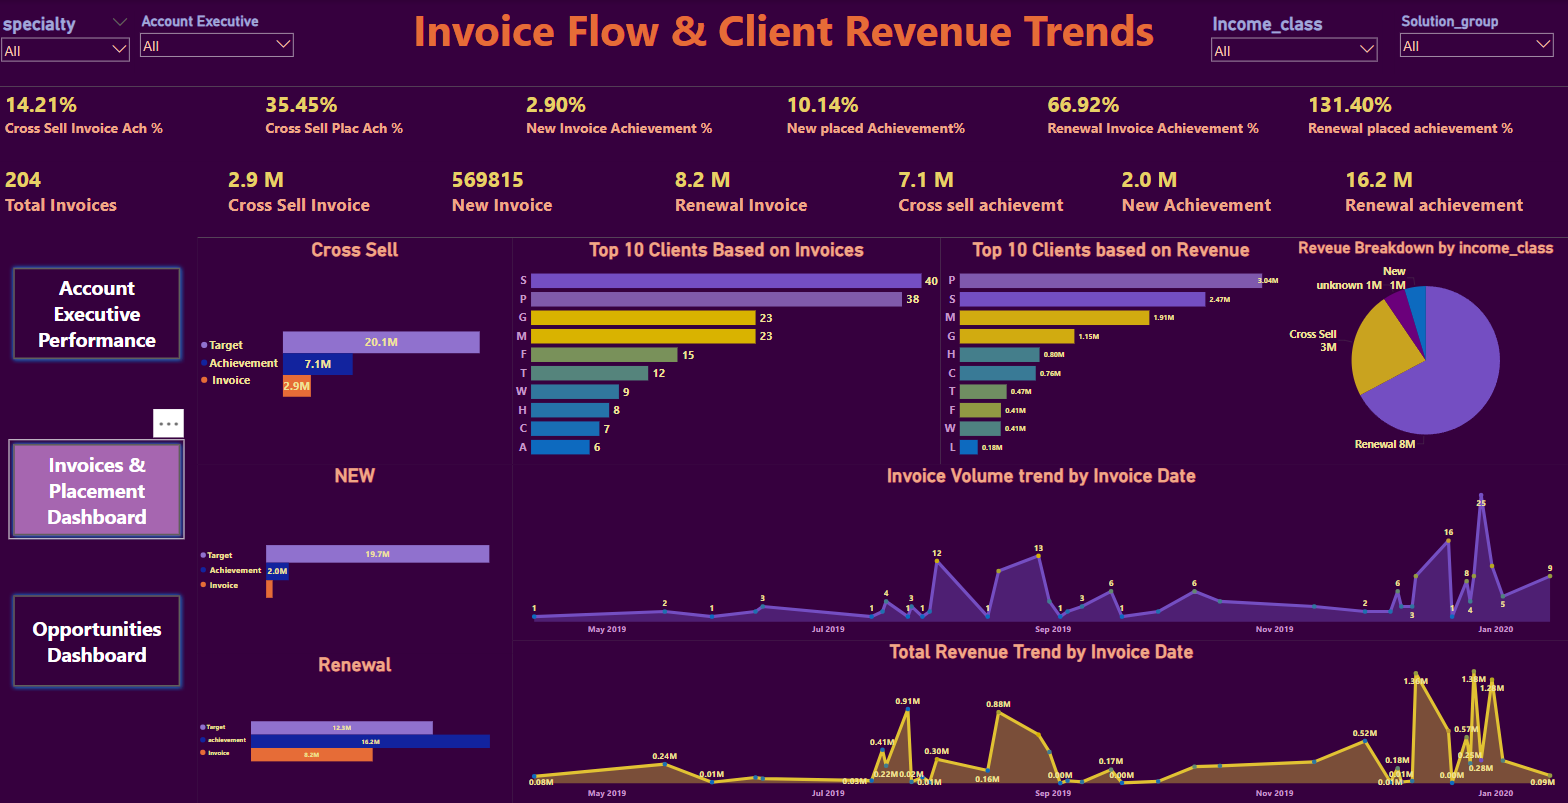 specialty
All
Account Executive
All
Invoice Flow & Client Revenue Trends
Income_class
All
Solution_group
All
14.21%
Cross Sell Invoice Ach %
35.45%
Cross Sell Plac Ach %
2.90%
New Invoice Achievement %
10.14%
New placed Achievement%
66.92%
Renewal Invoice Achievement %
131.40%
Renewal placed achievement %
204
Total Invoices
2.9 M
Cross Sell Invoice
569815
New Invoice
8.2 M
Renewal Invoice
7.1 M
Cross sell achievemt
2.0 M
New Achievement
16.2 M
Renewal achievement
Account
Executive
Performance
Invoices &
Placement
Dashboard
Opportunities
Dashboard
Cross Sell
Target
20.1M
Achievement
7.1M
Invoice
2.9M
NEW
Target
19.7M
Achievement
2.0M
Invoice
Renewal
Target
12.3M
achievement
16.2M
Invoice
8.2M
Top 10 Clients Based on Invoices
S 40
P 38
G 23
M 23
F 15
T 12
W 9
H 8
C 7
A 6
Top 10 Clients based on Revenue
P 3.04M
S 2.47M
M 1.91M
G 1.15M
H 0.80M
C 0.76M
T 0.47M
F 0.41M
W 0.41M
L 0.18M
Reveue Breakdown by income_class
New
1M
unknown 1M
Cross Sell
3M
Renewal 8M
Invoice Volume trend by Invoice Date
1 2 1 3 1 4 1 3 1 12 1 13 1 3 6 1 6 2 6 3 16 1 8 4 25 5 9
May 2019 Jul 2019 Sep 2019 Nov 2019 Jan 2020
Total Revenue Trend by Invoice Date
0.08M 0.24M 0.01M 0.03M 0.41M 0.22M 0.91M 0.02M 0.01M 0.30M 0.16M 0.88M 0.00M 0.17M 0.00M 0.52M 0.01M 0.18M 0.57M 0.28M 0.09M
May 2019 Jul 2019 Sep 2019 Nov 2019 Jan 2020